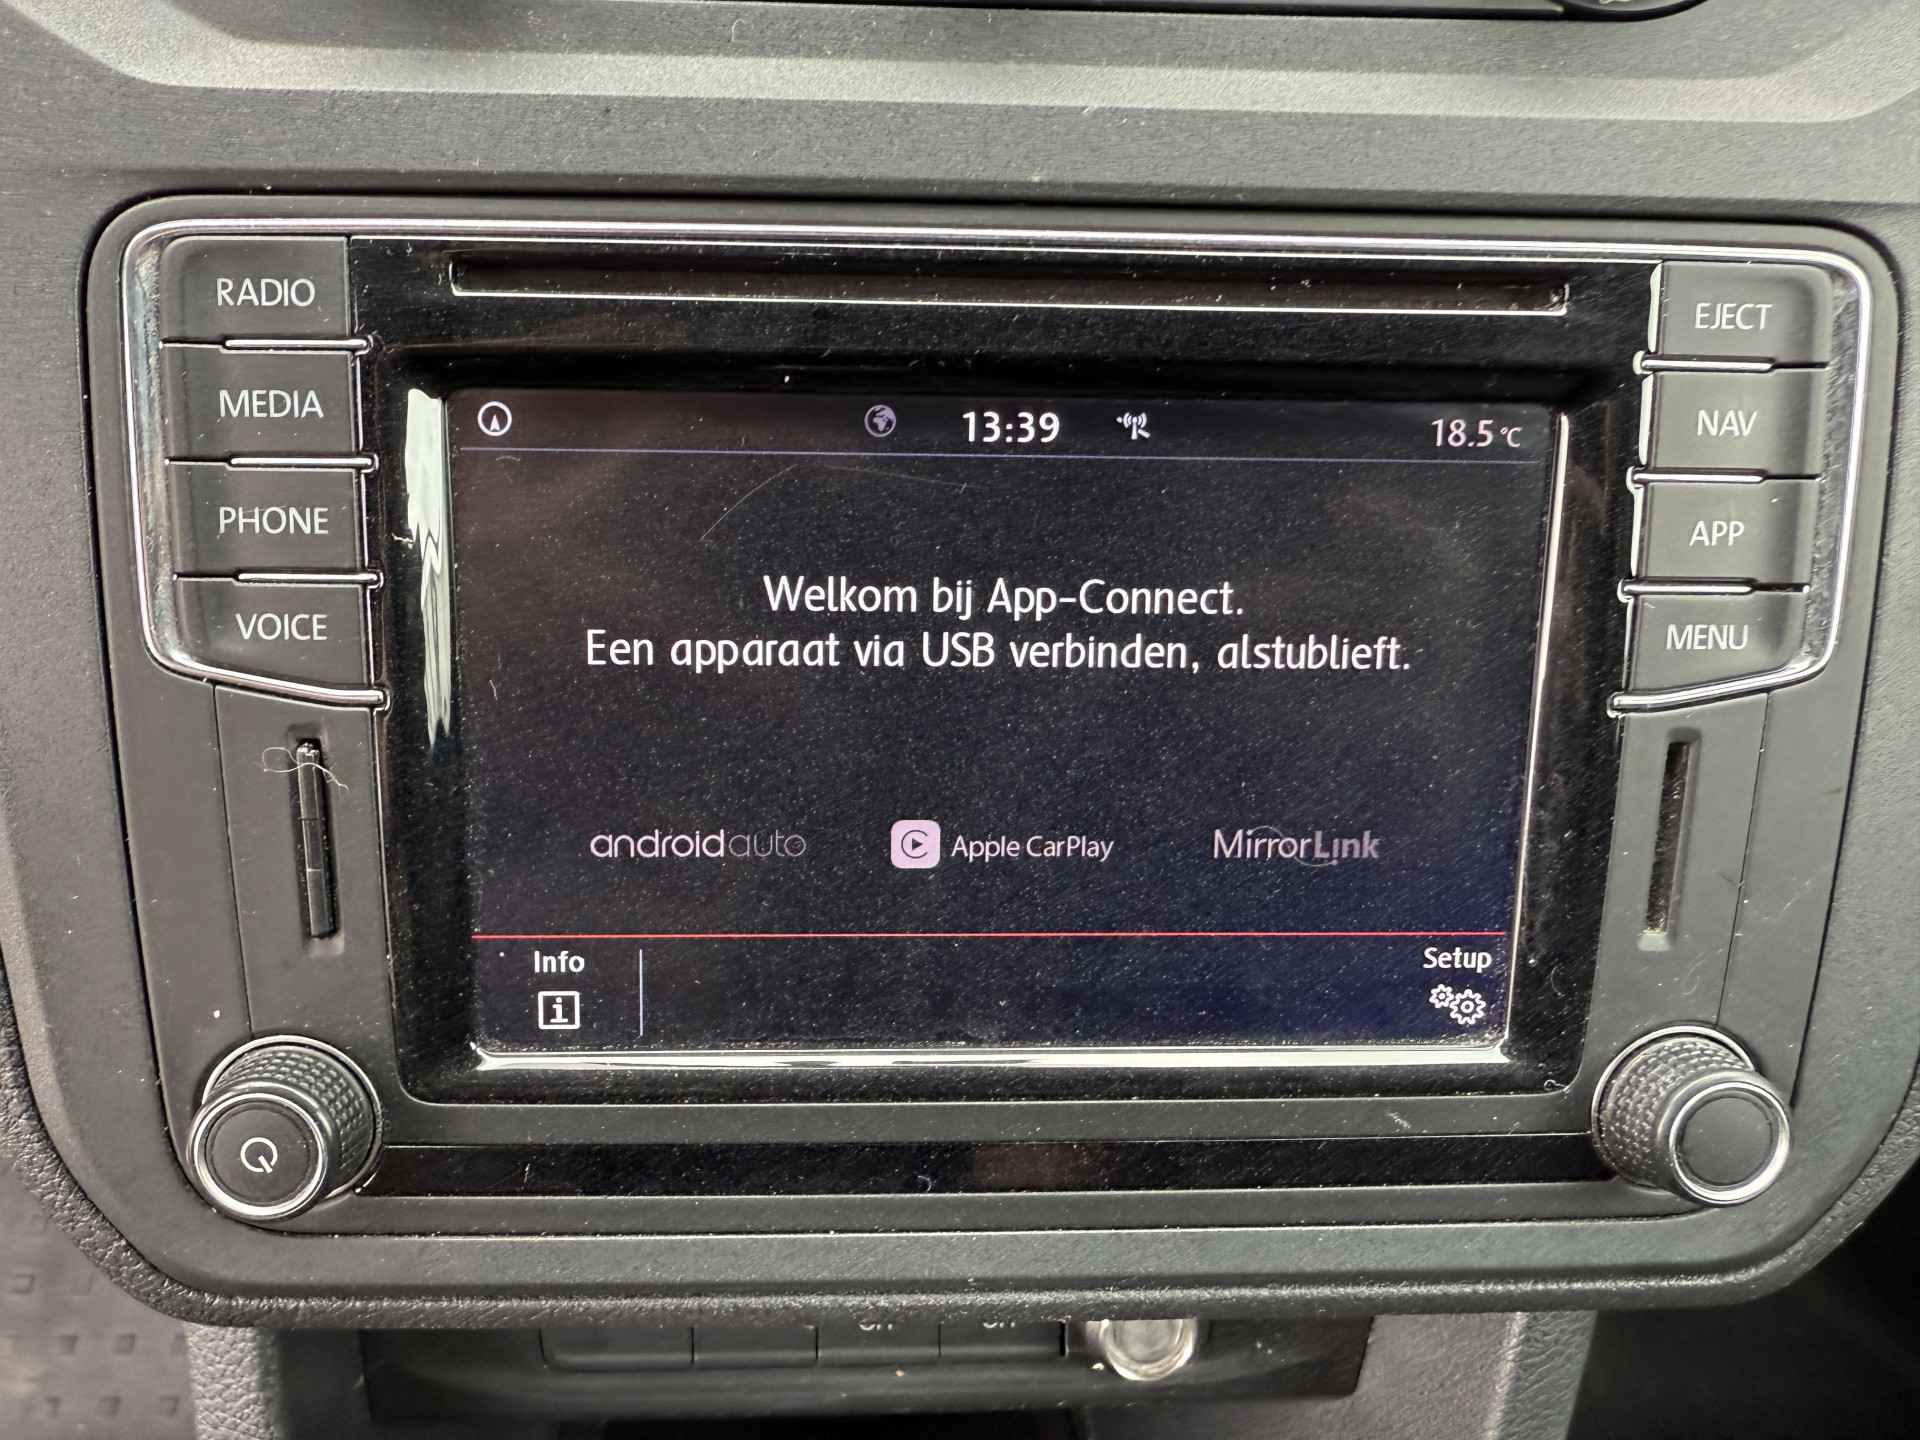 RADIO
MEDIA
PHONE
VOICE
EJECT
NAV
APP
MENU
13:39
18.5 °C
Welkom bij App-Connect.
Een apparaat via USB verbinden, alstublieft.
androidauto
Apple CarPlay
MirrorLink
Info
Setup